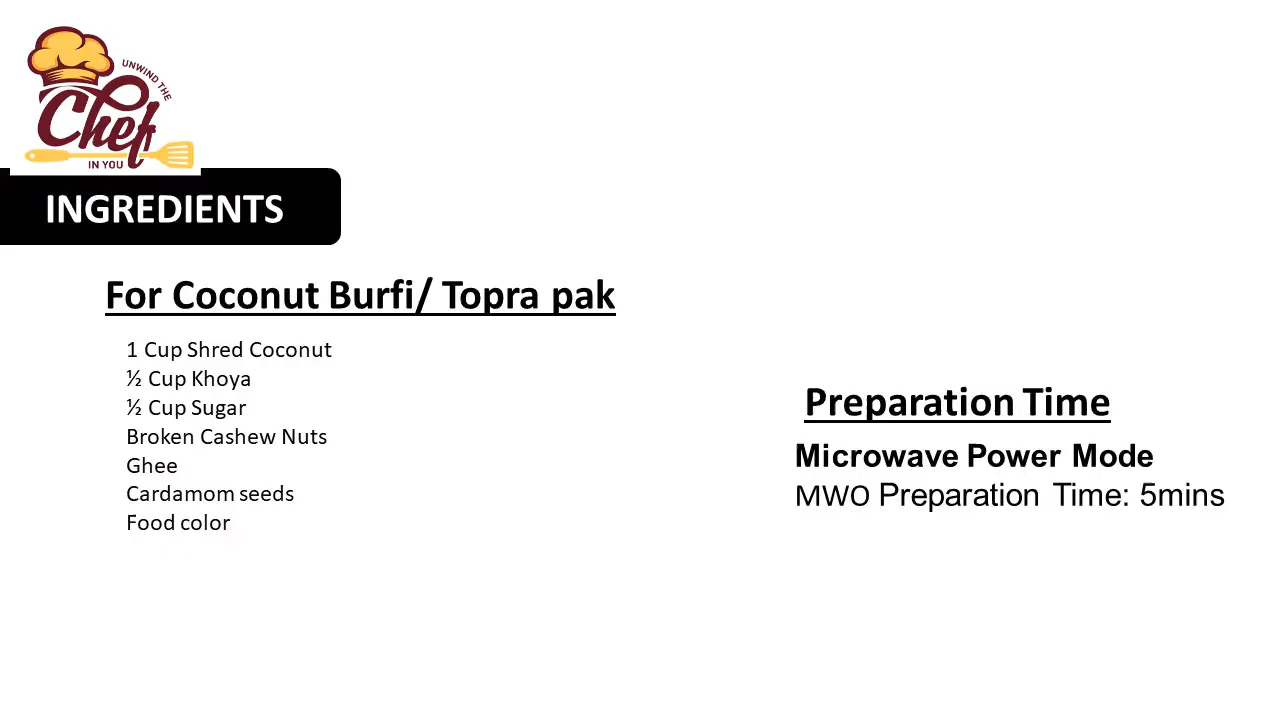 UNWIND THE
Chef
IN YOU
INGREDIENTS
For Coconut Burfi/ Topra pak
1 Cup Shred Coconut
½ Cup Khoya
½ Cup Sugar
Broken Cashew Nuts
Ghee
Cardamom seeds
Food color
Preparation Time
Microwave Power Mode
MWO Preparation Time: 5mins